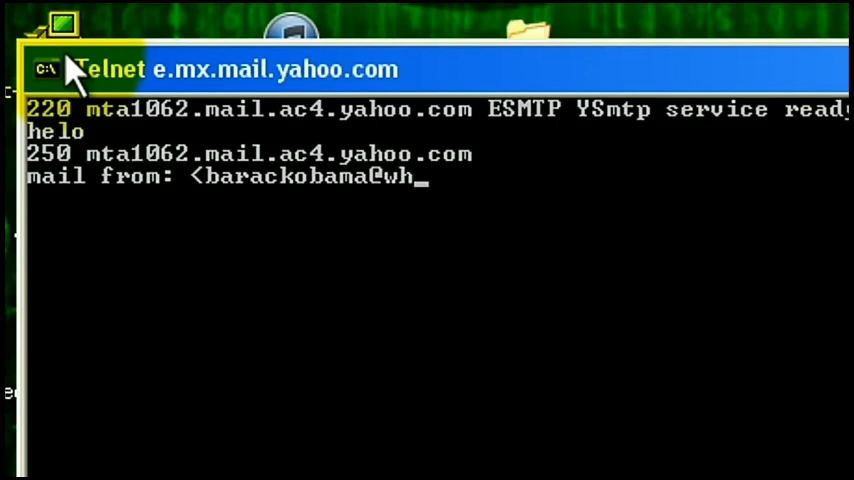 Telnet e.mx.mail.yahoo.com
220 mta1062.mail.ac4.yahoo.com ESMTP YSmtp service ready
helo
250 mta1062.mail.ac4.yahoo.com
mail from: <barackobama@wh_